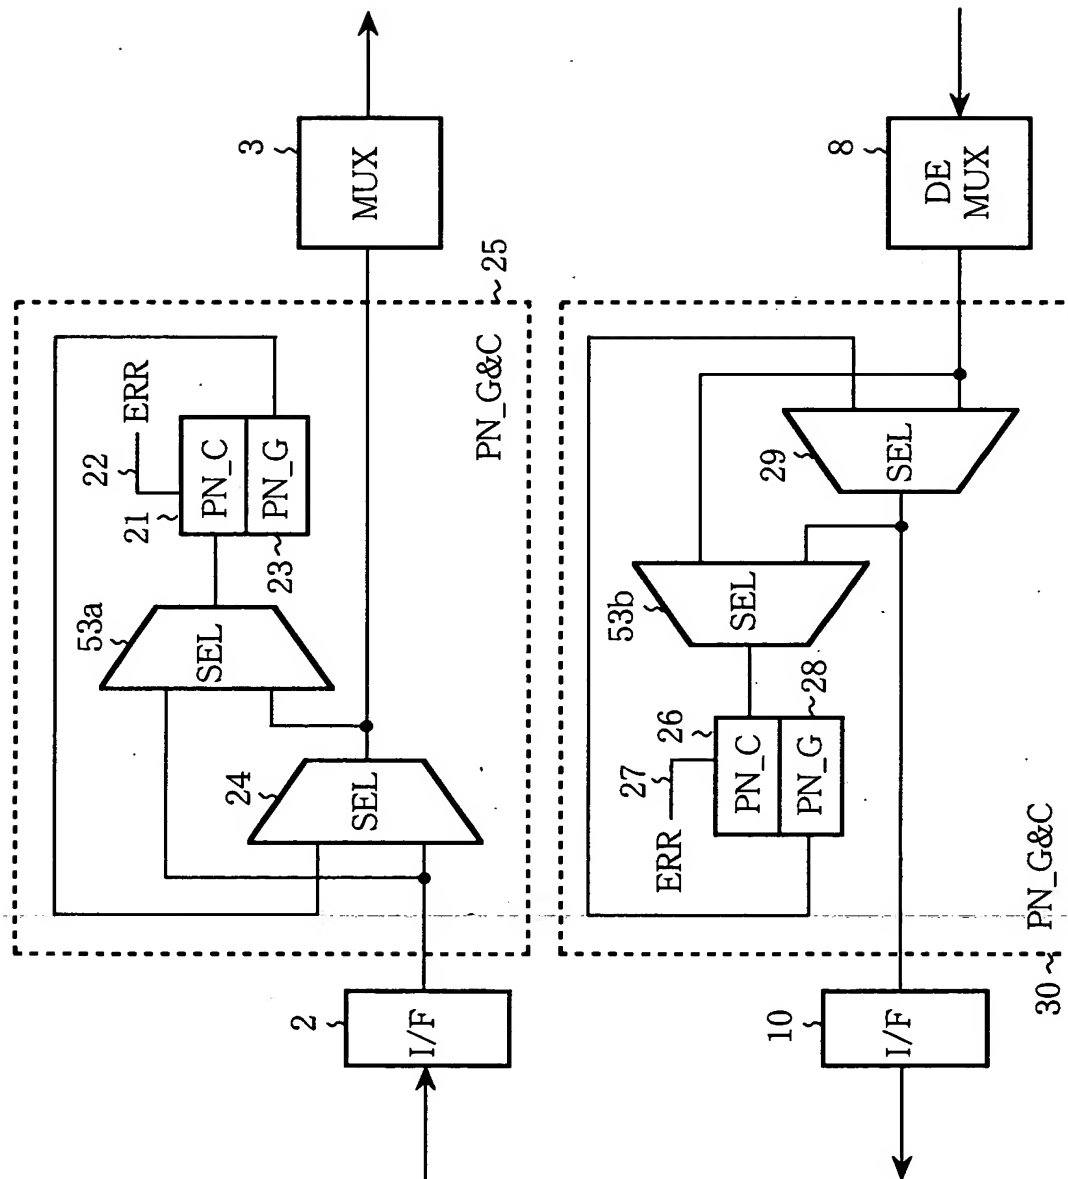 3
MUX
8
DE
MUX
25
PN_G&C
ERR
22
21
PN_C
PN_G
23
53a
SEL
24
SEL
2
I/F
29
SEL
53b
SEL
26
27
28
PN_C
PN_G
ERR
PN_G&C
30
10
I/F